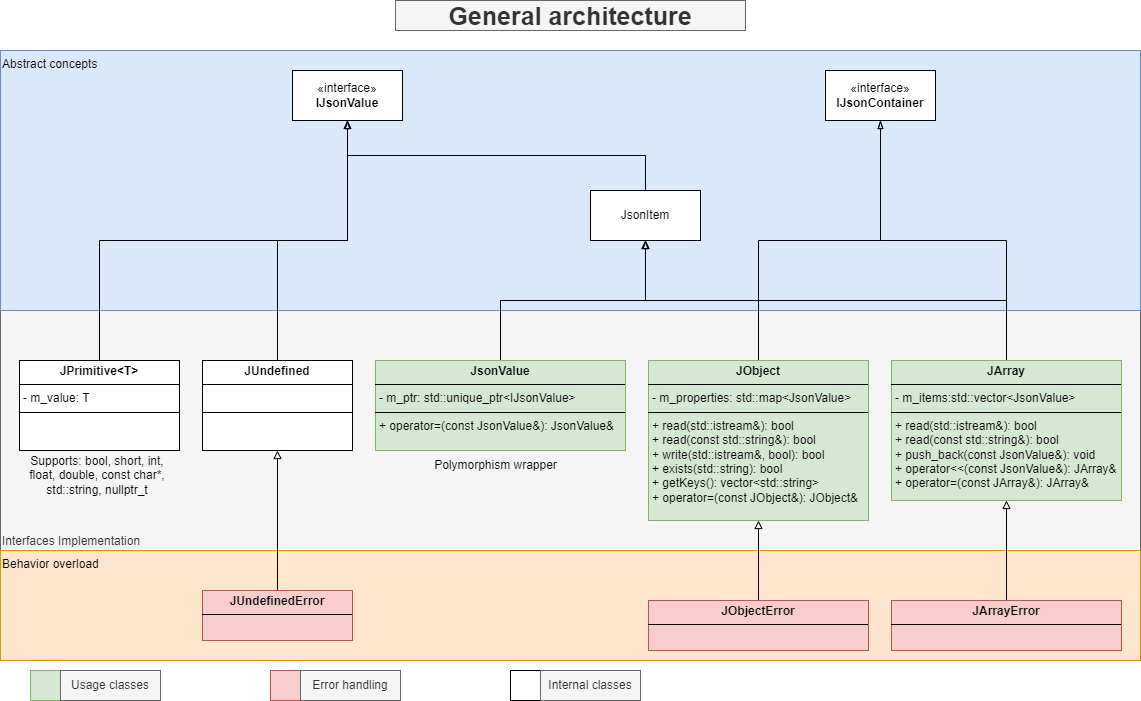 General architecture
Abstract concepts
«interface»
IJsonValue
«interface»
IJsonContainer
JsonItem
JPrimitive<T>
- m_value: T
Supports: bool, short, int,
float, double, const char*,
std::string, nullptr_t
JUndefined
JsonValue
- m_ptr: std::unique_ptr<IJsonValue>
+ operator=(const JsonValue&): JsonValue&
Polymorphism wrapper
JObject
- m_properties: std::map<JsonValue>
+ read(std::istream&): bool
+ read(const std::string&): bool
+ write(std::istream&, bool): bool
+ exists(std::string): bool
+ getKeys(): vector<std::string>
+ operator=(const JObject&): JObject&
JArray
- m_items:std::vector<JsonValue>
+ read(std::istream&): bool
+ read(const std::string&): bool
+ push_back(const JsonValue&): void
+ operator<<(const JsonValue&): JArray&
+ operator=(const JArray&): JArray&
Interfaces Implementation
Behavior overload
JUndefinedError
JObjectError
JArrayError
Usage classes
Error handling
Internal classes